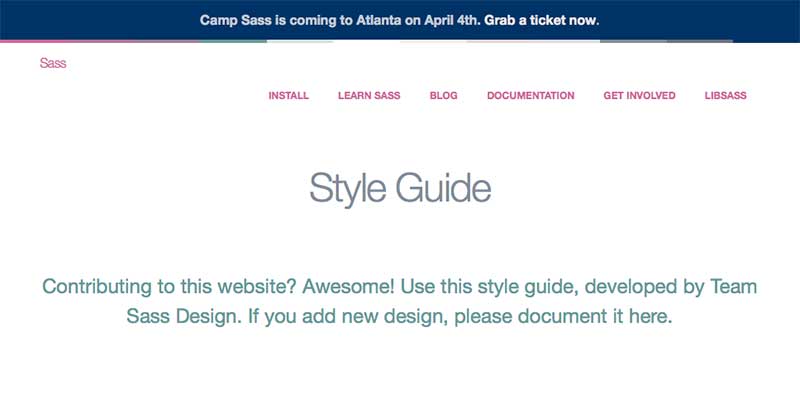 Camp Sass is coming to Atlanta on April 4th. Grab a ticket now.
Sass
INSTALL LEARN SASS BLOG DOCUMENTATION GET INVOLVED LIBSASS
Style Guide
Contributing to this website? Awesome! Use this style guide, developed by Team
Sass Design. If you add new design, please document it here.